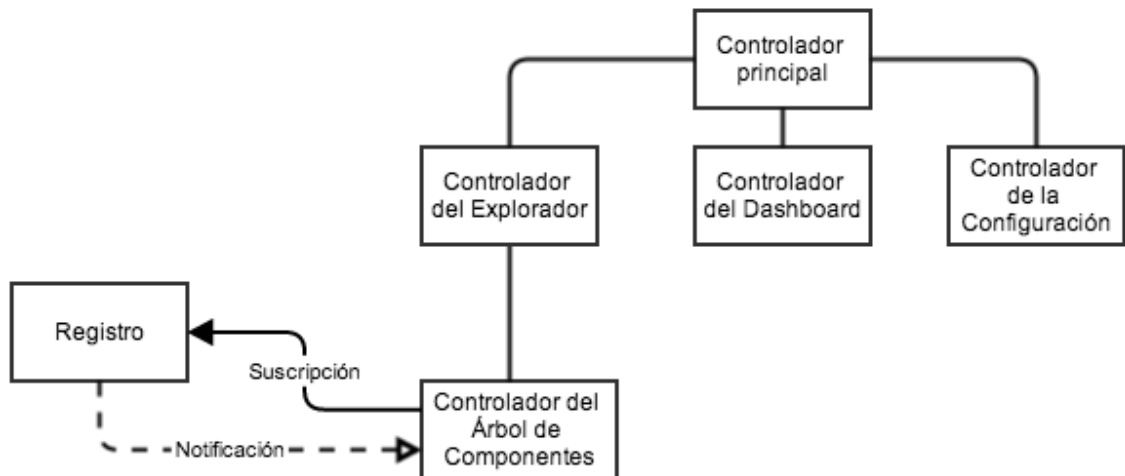 Controlador
principal
Controlador
del Explorador
Controlador
del Dashboard
Controlador
de la
Configuración
Registro
Suscripción
Controlador del
Árbol de
Componentes
Notificación